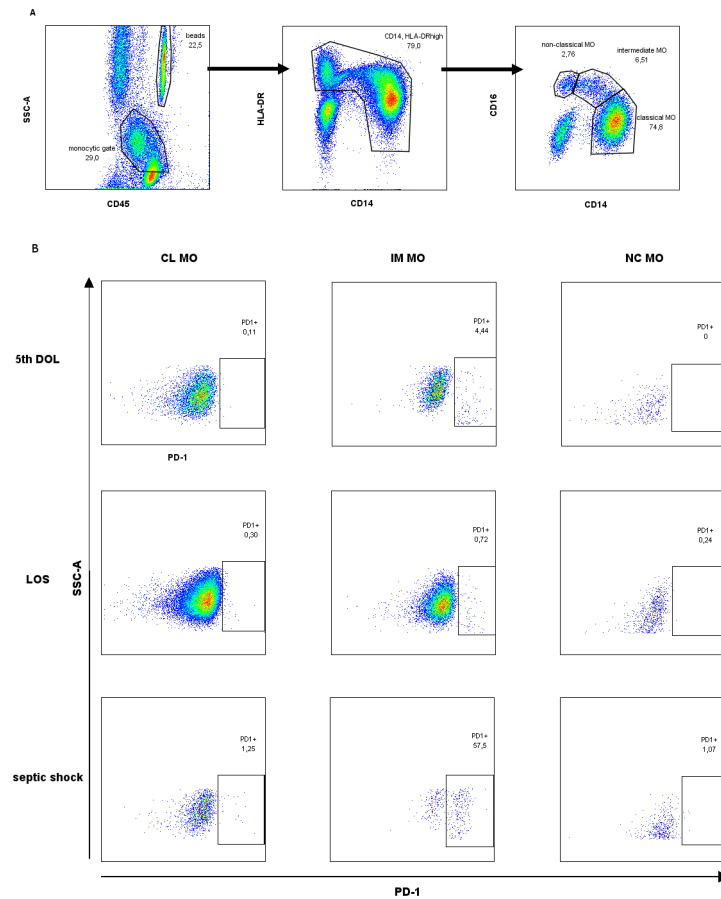 A
beads
22,5
monocytic gate
29,0
SSC-A
CD45
CD14, HLA-DRhigh
79,0
HLA-DR
CD14
non-classical MO
2,76
intermediate MO
6,51
classical MO
74,8
CD16
CD14
B
CL MO
IM MO
NC MO
5th DOL
PD1+
0,11
PD1+
4,44
PD1+
0
PD-1
LOS
SSC-A
PD1+
0,30
PD1+
0,72
PD1+
0,24
septic shock
PD1+
1,25
PD1+
57,5
PD1+
1,07
PD-1